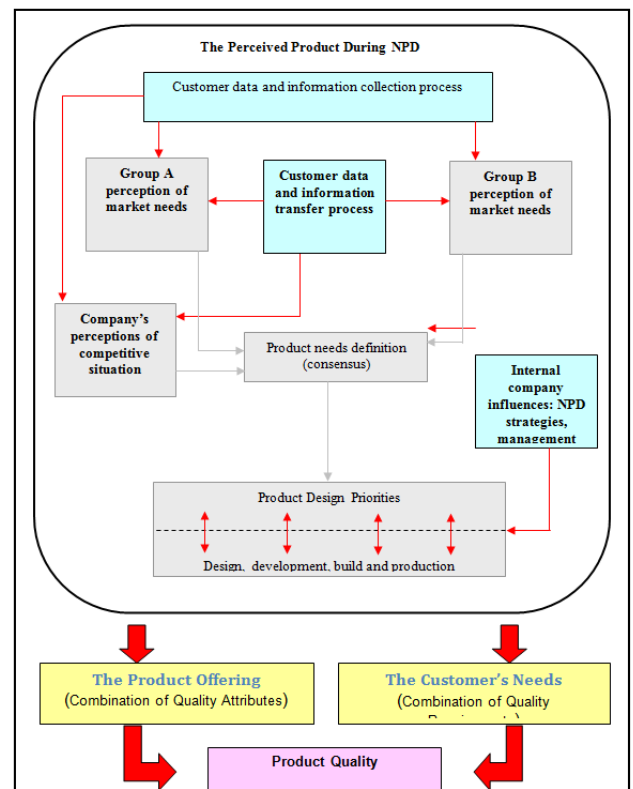 The Perceived Product During NPD
Customer data and information collection process
Group A
perception of
market needs
Customer data
and information
transfer process
Group B
perception of
market needs
Company's
perceptions of
competitive
situation
Product needs definition
(consensus)
Internal
company
influences: NPD
strategies,
management
Product Design Priorities
Design, development, build and production
The Product Offering
(Combination of Quality Attributes)
The Customer's Needs
(Combination of Quality
Product Quality